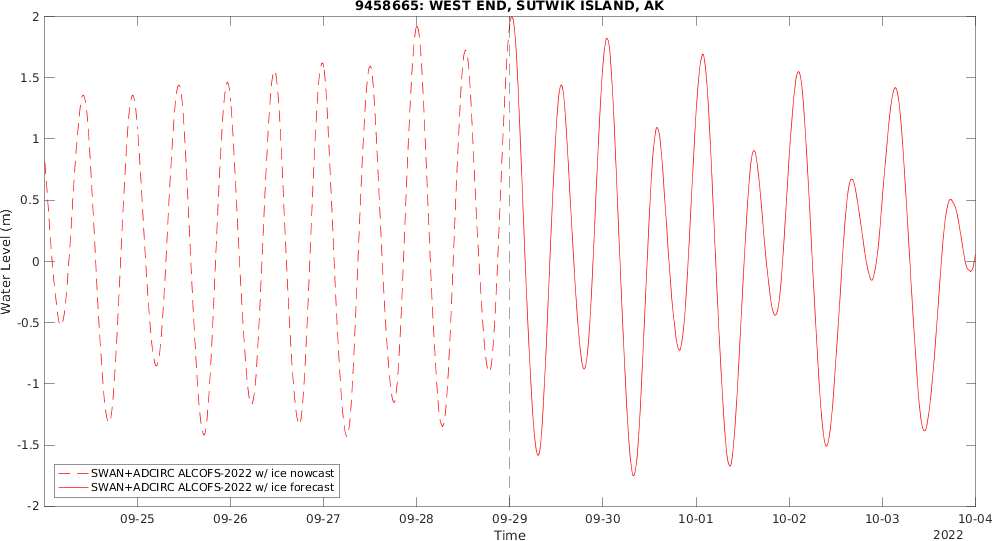 9458665: WEST END, SUTWIK ISLAND, AK
2
1.5
1
0.5
0
-0.5
-1
-1.5
-2
Water Level (m)
SWAN+ADCIRC ALCOFS-2022 w/ ice nowcast
SWAN+ADCIRC ALCOFS-2022 w/ ice forecast
09-25 09-26 09-27 09-28 09-29 09-30 10-01 10-02 10-03 10-04
Time
2022